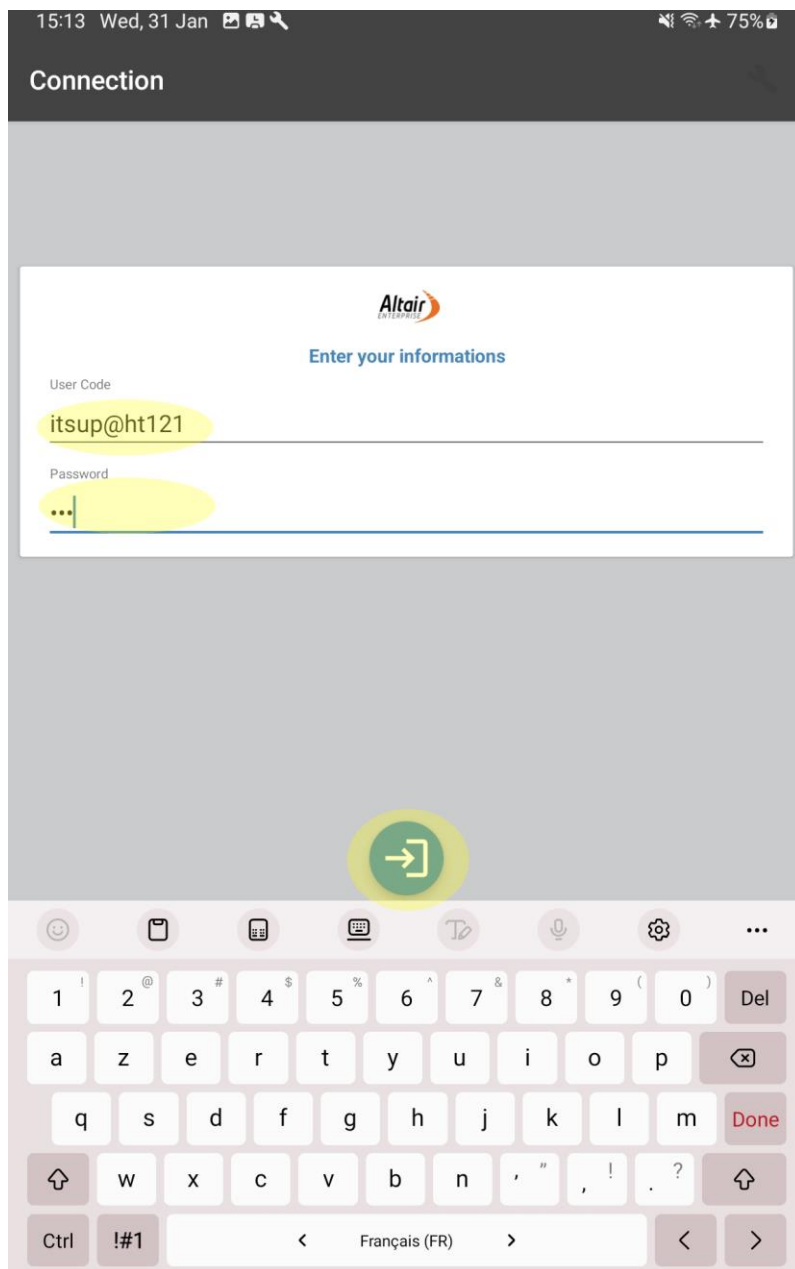 15:13 Wed, 31 Jan 75%
Connection
Altair
ENTERPRISE
Enter your informations
User Code
itsup@ht121
Password
•••
1 ! 2 @ 3 # 4 $ 5 % 6 ^ 7 & 8 * 9 ( 0 ) Del
a z e r t y u i o p
q s d f g h j k l m Done
w x c v b n ' " , ! . ?
Ctrl !#1 < Français (FR) > < >